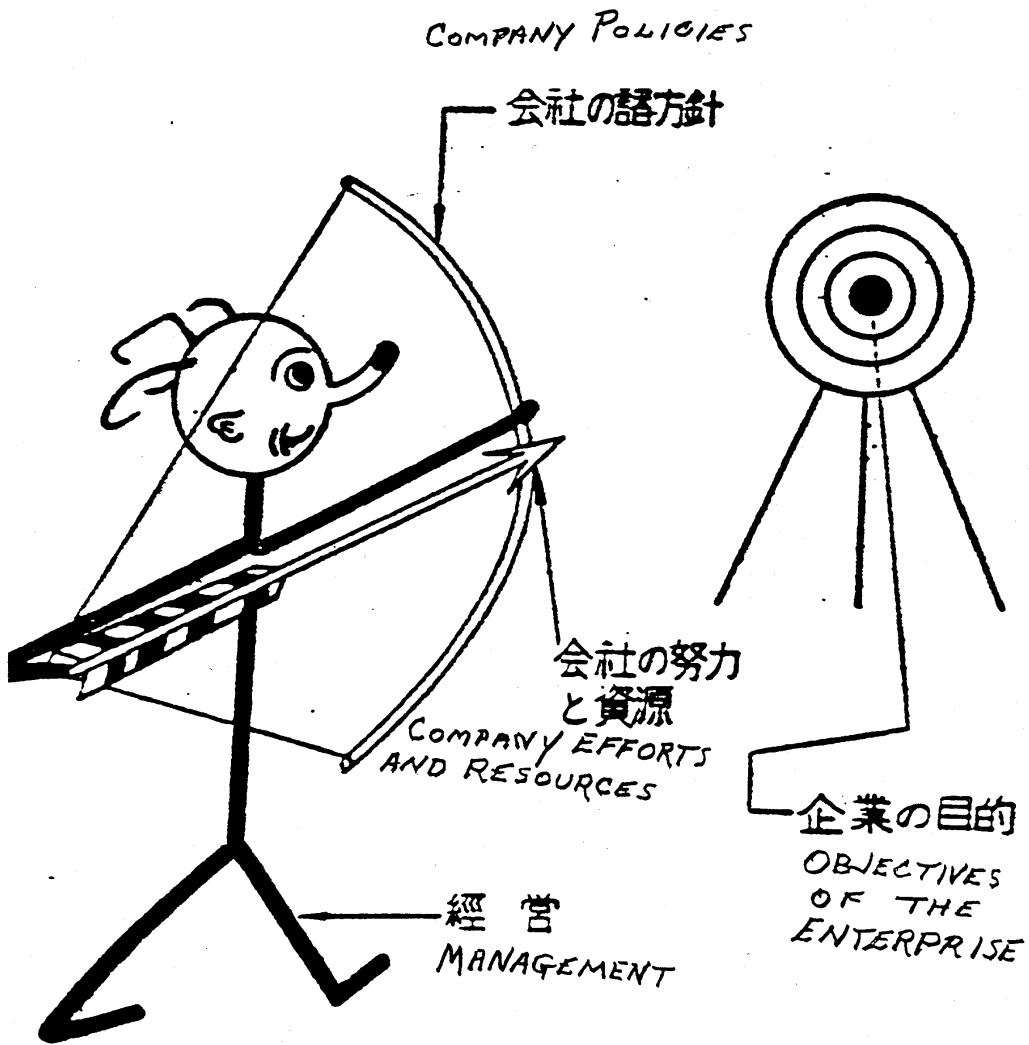 COMPANY POLICIES
会社の諸方針
会社の努力
と資源
COMPANY EFFORTS
AND RESOURCES
企業の目的
OBJECTIVES
OF THE
ENTERPRISE
經営
MANAGEMENT